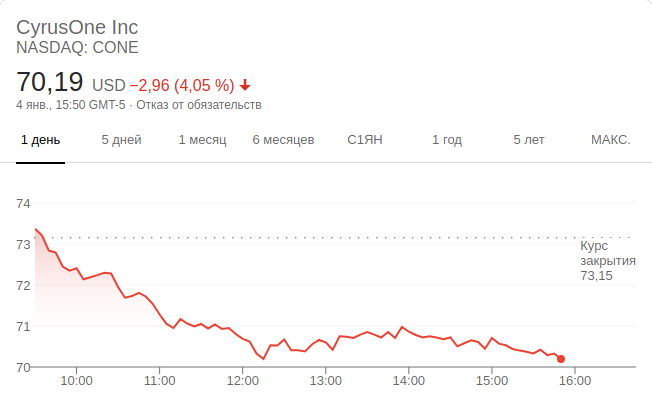 CyrusOne Inc
NASDAQ: CONE
70,19 USD −2,96 (4,05 %)
4 янв., 15:50 GMT-5 · Отказ от обязательств
1 день 5 дней 1 месяц 6 месяцев С1ЯН 1 год 5 лет МАКС.
74
73
72
71
70
Курс
закрытия
73,15
10:00 11:00 12:00 13:00 14:00 15:00 16:00